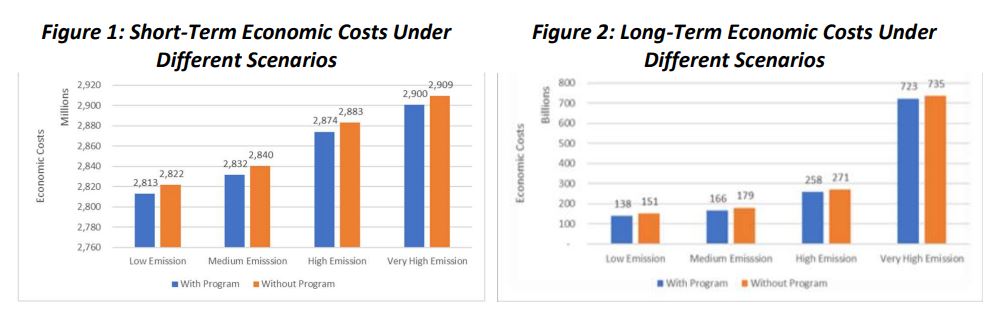 Figure 1: Short-Term Economic Costs Under
Different Scenarios
Economic Costs
Millions
2,920
2,900
2,880
2,860
2,840
2,820
2,800
2,780
2,760
2,813
2,822
2,832
2,840
2,874
2,883
2,900
2,909
Low Emission
Medium Emisssion
High Emission
Very High Emission
With Program
Without Program
Figure 2: Long-Term Economic Costs Under
Different Scenarios
Economic Costs
Billions
800
700
600
500
400
300
200
100
-
138
151
166
179
258
271
723
735
Low Emission
Medium Emisssion
High Emission
Very High Emission
With Program
Without Program